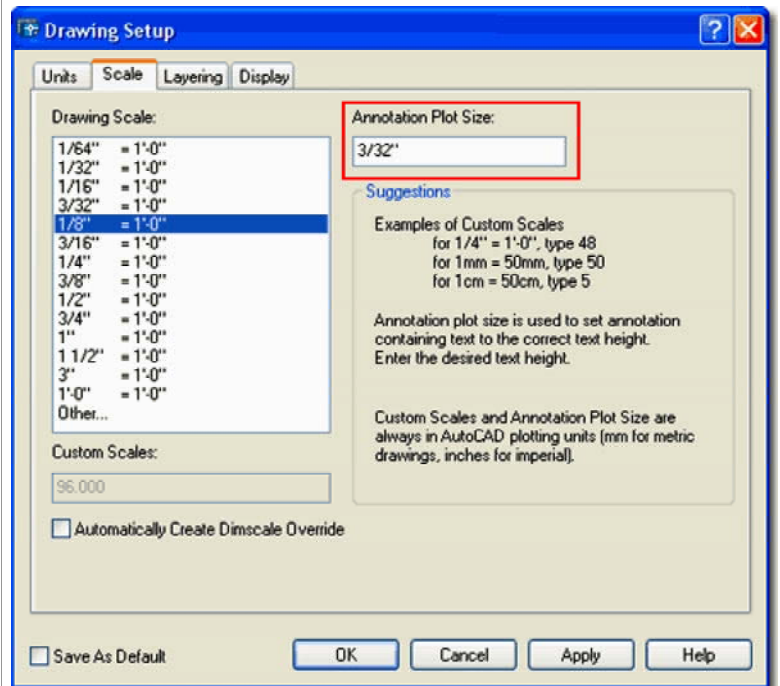 Drawing Setup
Units Scale Layering Display
Drawing Scale:
1/64" = 1'-0"
1/32" = 1'-0"
1/16" = 1'-0"
3/32" = 1'-0"
1/8" = 1'-0"
3/16" = 1'-0"
1/4" = 1'-0"
3/8" = 1'-0"
1/2" = 1'-0"
3/4" = 1'-0"
1" = 1'-0"
1 1/2" = 1'-0"
3" = 1'-0"
1'-0" = 1'-0"
Other...
Custom Scales:
96.000
Automatically Create Dimscale Override
Annotation Plot Size:
3/32"
Suggestions
Examples of Custom Scales
for 1/4" = 1'-0", type 48
for 1mm = 50mm, type 50
for 1cm = 50cm, type 5
Annotation plot size is used to set annotation
containing text to the correct text height.
Enter the desired text height.
Custom Scales and Annotation Plot Size are
always in AutoCAD plotting units (mm for metric
drawings, inches for imperial).
Save As Default
OK Cancel Apply Help